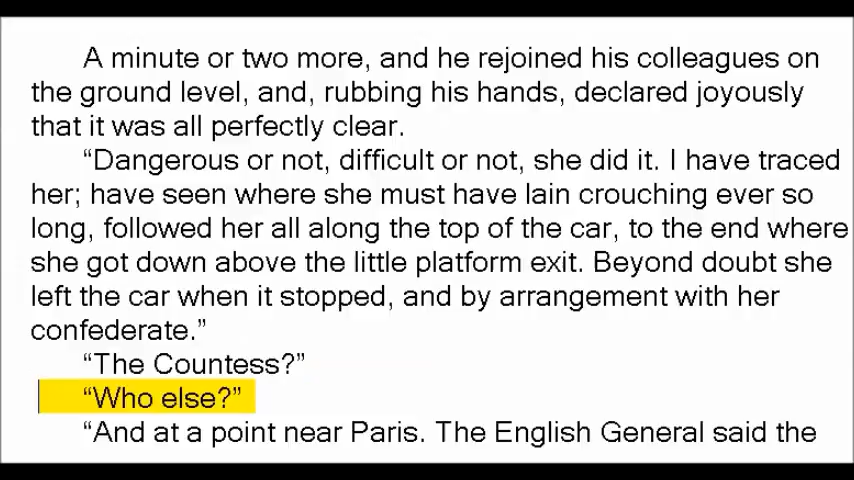 A minute or two more, and he rejoined his colleagues on
the ground level, and, rubbing his hands, declared joyously
that it was all perfectly clear.
“Dangerous or not, difficult or not, she did it. I have traced
her; have seen where she must have lain crouching ever so
long, followed her all along the top of the car, to the end where
she got down above the little platform exit. Beyond doubt she
left the car when it stopped, and by arrangement with her
confederate.”
“The Countess?”
“Who else?”
“And at a point near Paris. The English General said the